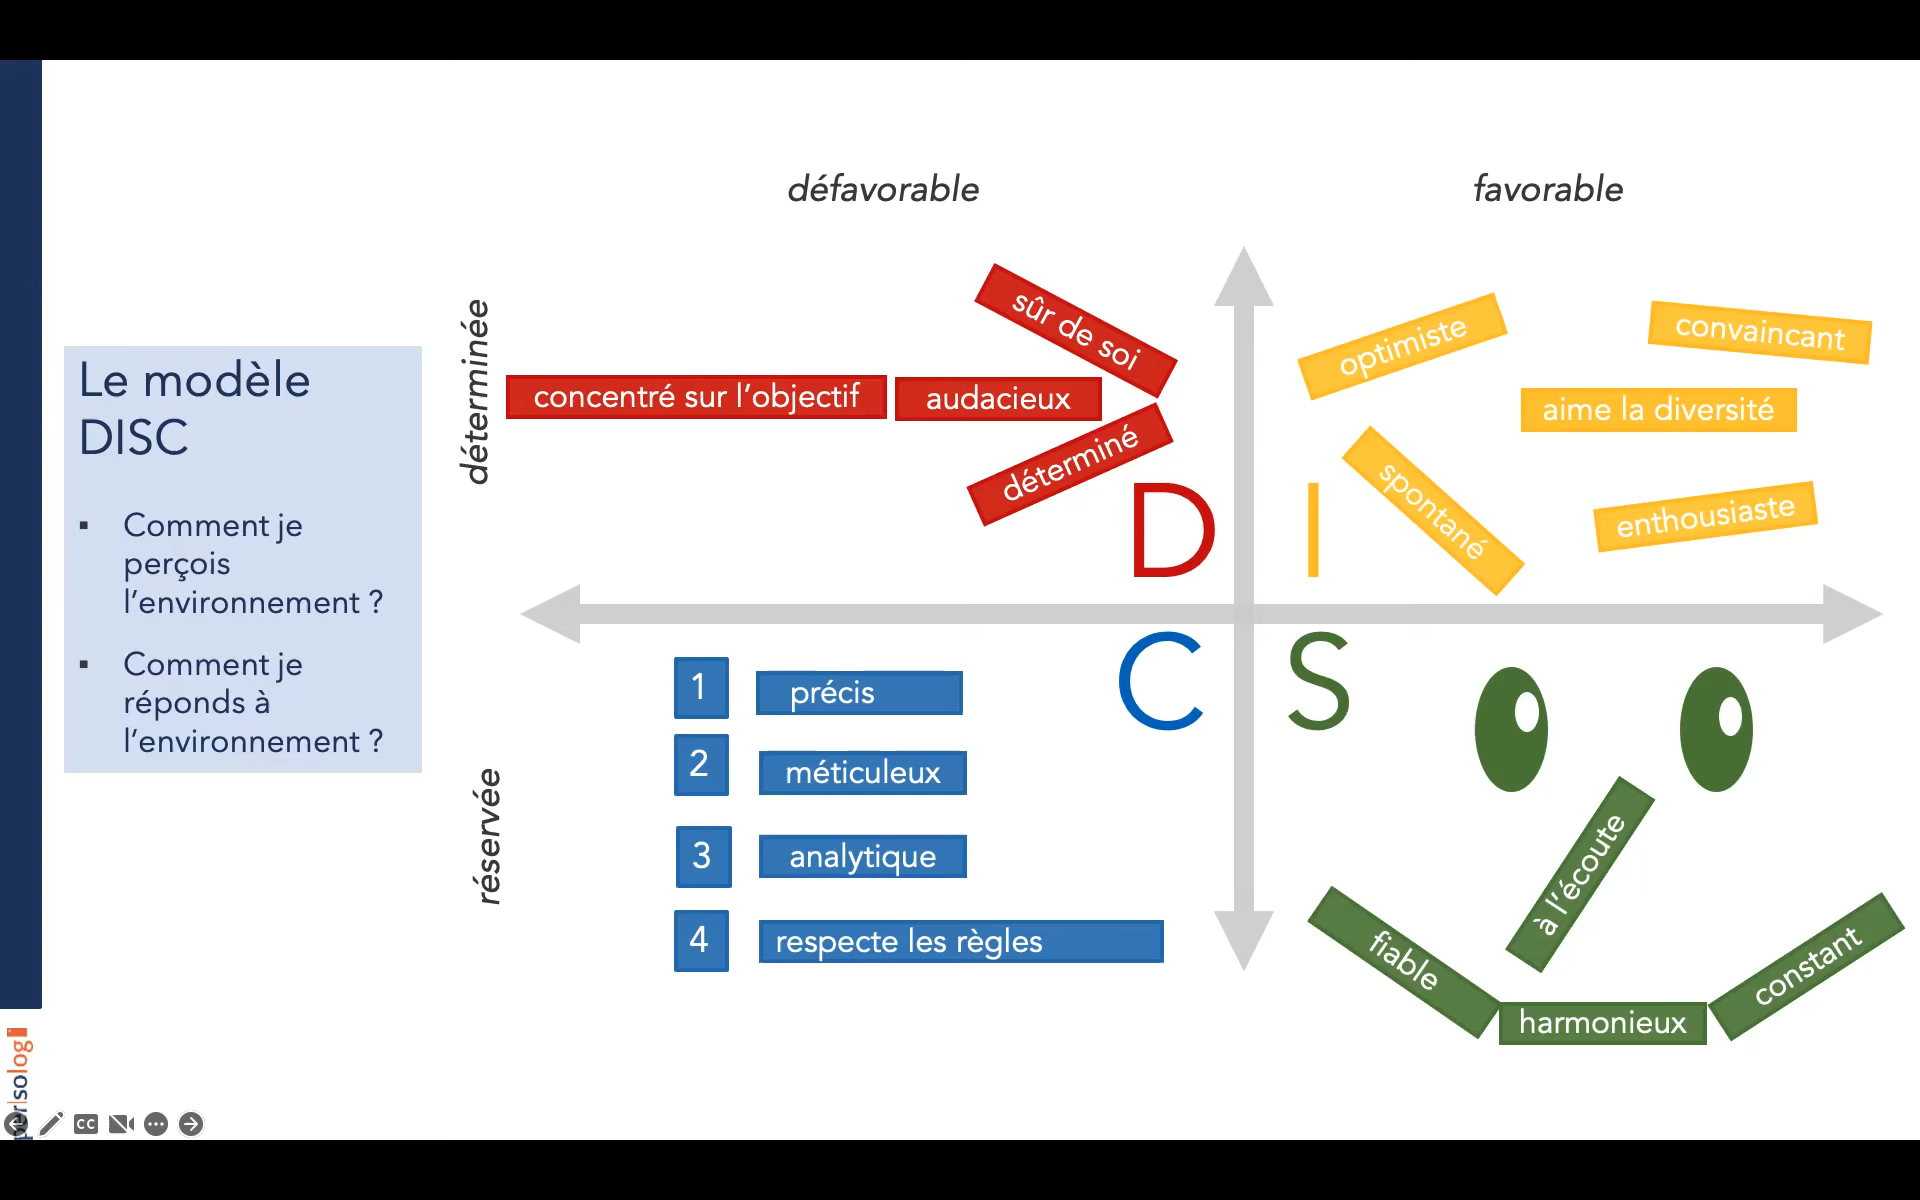 défavorable
favorable
déterminée
réservée
Le modèle
DISC
▪ Comment je
perçois
l'environnement ?
▪ Comment je
réponds à
l'environnement ?
sûr de soi
concentré sur l'objectif
audacieux
déterminé
D
optimiste
convaincant
aime la diversité
spontané
enthousiaste
I
C
1 précis
2 méticuleux
3 analytique
4 respecte les règles
S
à l'écoute
fiable
harmonieux
constant
persolog
CC